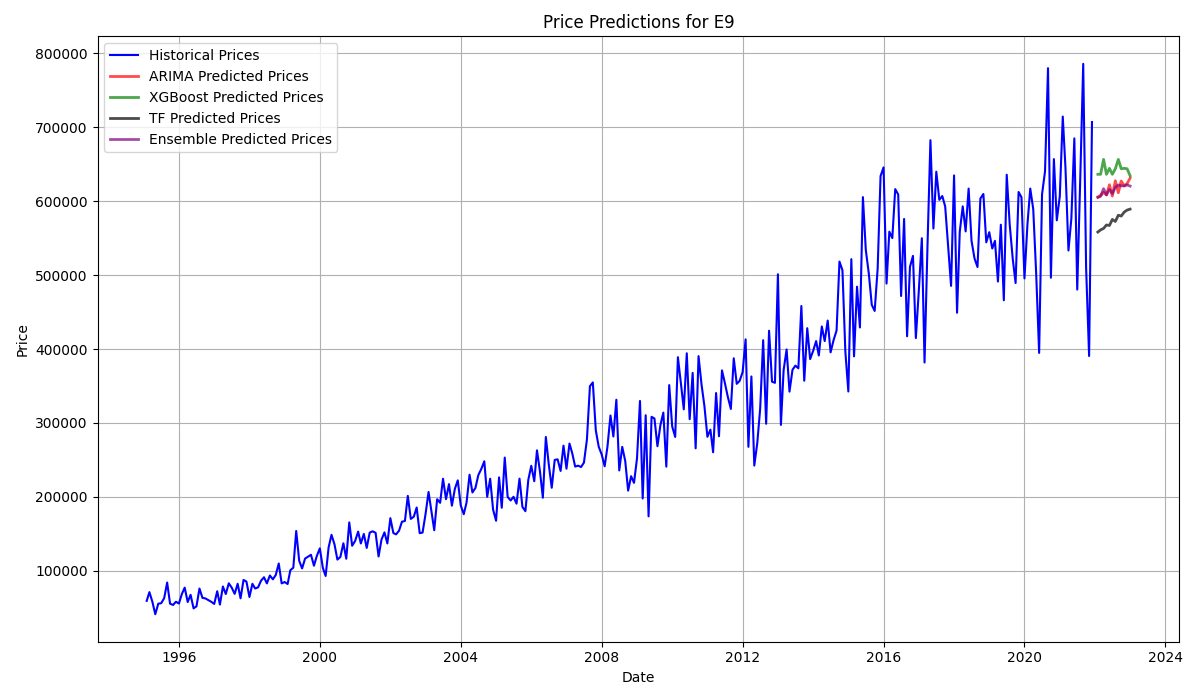 Price Predictions for E9
Historical Prices
ARIMA Predicted Prices
XGBoost Predicted Prices
TF Predicted Prices
Ensemble Predicted Prices
800000
700000
600000
500000
400000
300000
200000
100000
Price
1996 2000 2004 2008 2012 2016 2020 2024
Date